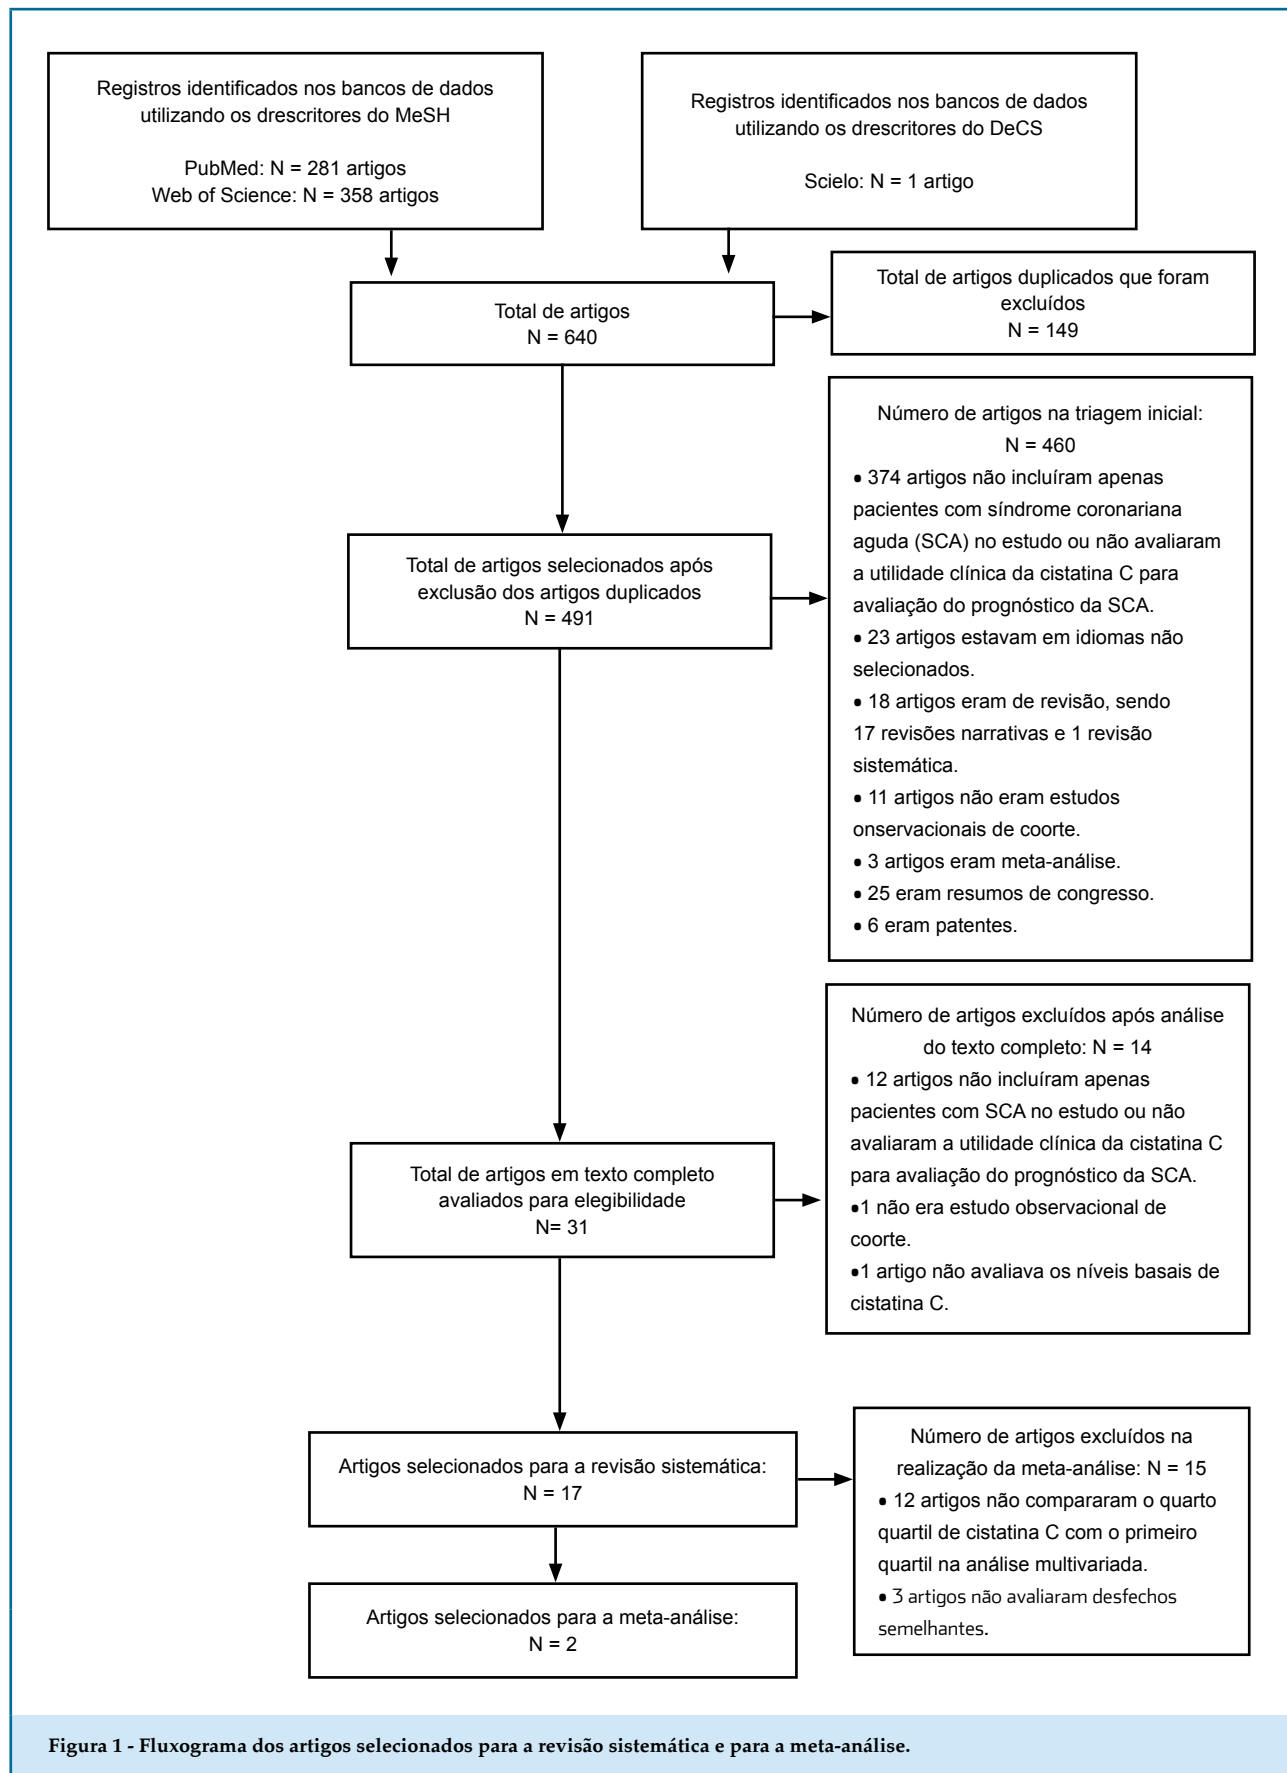 Registros identificados nos bancos de dados
utilizando os drescritores do MeSH
PubMed: N = 281 artigos
Web of Science: N = 358 artigos
Registros identificados nos bancos de dados
utilizando os drescritores do DeCS
Scielo: N = 1 artigo
Total de artigos
N = 640
Total de artigos duplicados que foram
excluídos
N = 149
Número de artigos na triagem inicial:
N = 460
• 374 artigos não incluíram apenas
pacientes com síndrome coronariana
aguda (SCA) no estudo ou não avaliaram
a utilidade clínica da cistatina C para
avaliação do prognóstico da SCA.
• 23 artigos estavam em idiomas não
selecionados.
• 18 artigos eram de revisão, sendo
17 revisões narrativas e 1 revisão
sistemática.
• 11 artigos não eram estudos
onservacionais de coorte.
• 3 artigos eram meta-análise.
• 25 eram resumos de congresso.
• 6 eram patentes.
Total de artigos selecionados após
exclusão dos artigos duplicados
N = 491
Número de artigos excluídos após análise
do texto completo: N = 14
• 12 artigos não incluíram apenas
pacientes com SCA no estudo ou não
avaliaram a utilidade clínica da cistatina C
para avaliação do prognóstico da SCA.
•1 não era estudo observacional de
coorte.
•1 artigo não avaliava os níveis basais de
cistatina C.
Total de artigos em texto completo
avaliados para elegibilidade
N= 31
Artigos selecionados para a revisão sistemática:
N = 17
Número de artigos excluídos na
realização da meta-análise: N = 15
• 12 artigos não compararam o quarto
quartil de cistatina C com o primeiro
quartil na análise multivariada.
• 3 artigos não avaliaram desfechos
semelhantes.
Artigos selecionados para a meta-análise:
N = 2
Figura 1 - Fluxograma dos artigos selecionados para a revisão sistemática e para a meta-análise.